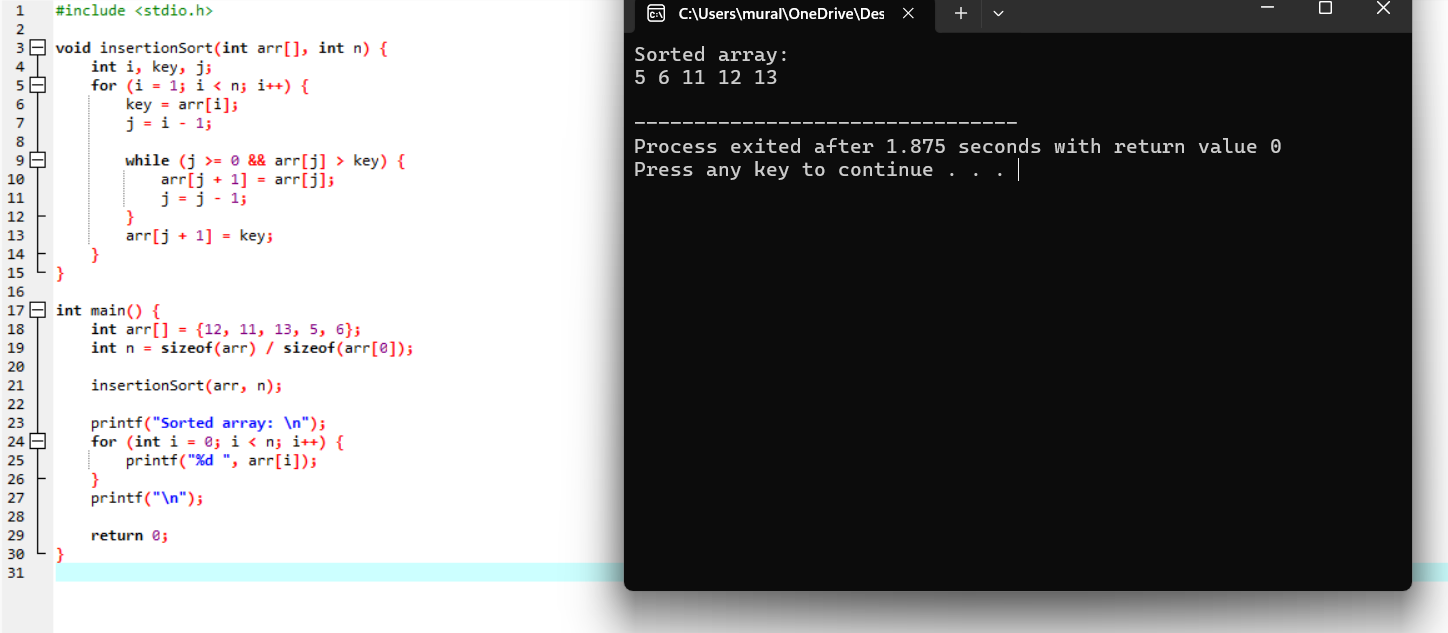 1 #include <stdio.h>
2
3 void insertionSort(int arr[], int n) {
4     int i, key, j;
5     for (i = 1; i < n; i++) {
6         key = arr[i];
7         j = i - 1;
8
9         while (j >= 0 && arr[j] > key) {
10             arr[j + 1] = arr[j];
11             j = j - 1;
12         }
13         arr[j + 1] = key;
14     }
15 }
16
17 int main() {
18     int arr[] = {12, 11, 13, 5, 6};
19     int n = sizeof(arr) / sizeof(arr[0]);
20
21     insertionSort(arr, n);
22
23     printf("Sorted array: \n");
24     for (int i = 0; i < n; i++) {
25         printf("%d ", arr[i]);
26     }
27     printf("\n");
28
29     return 0;
30 }
31
C:\Users\mural\OneDrive\Des
Sorted array:
5 6 11 12 13
--------------------------------
Process exited after 1.875 seconds with return value 0
Press any key to continue . . .